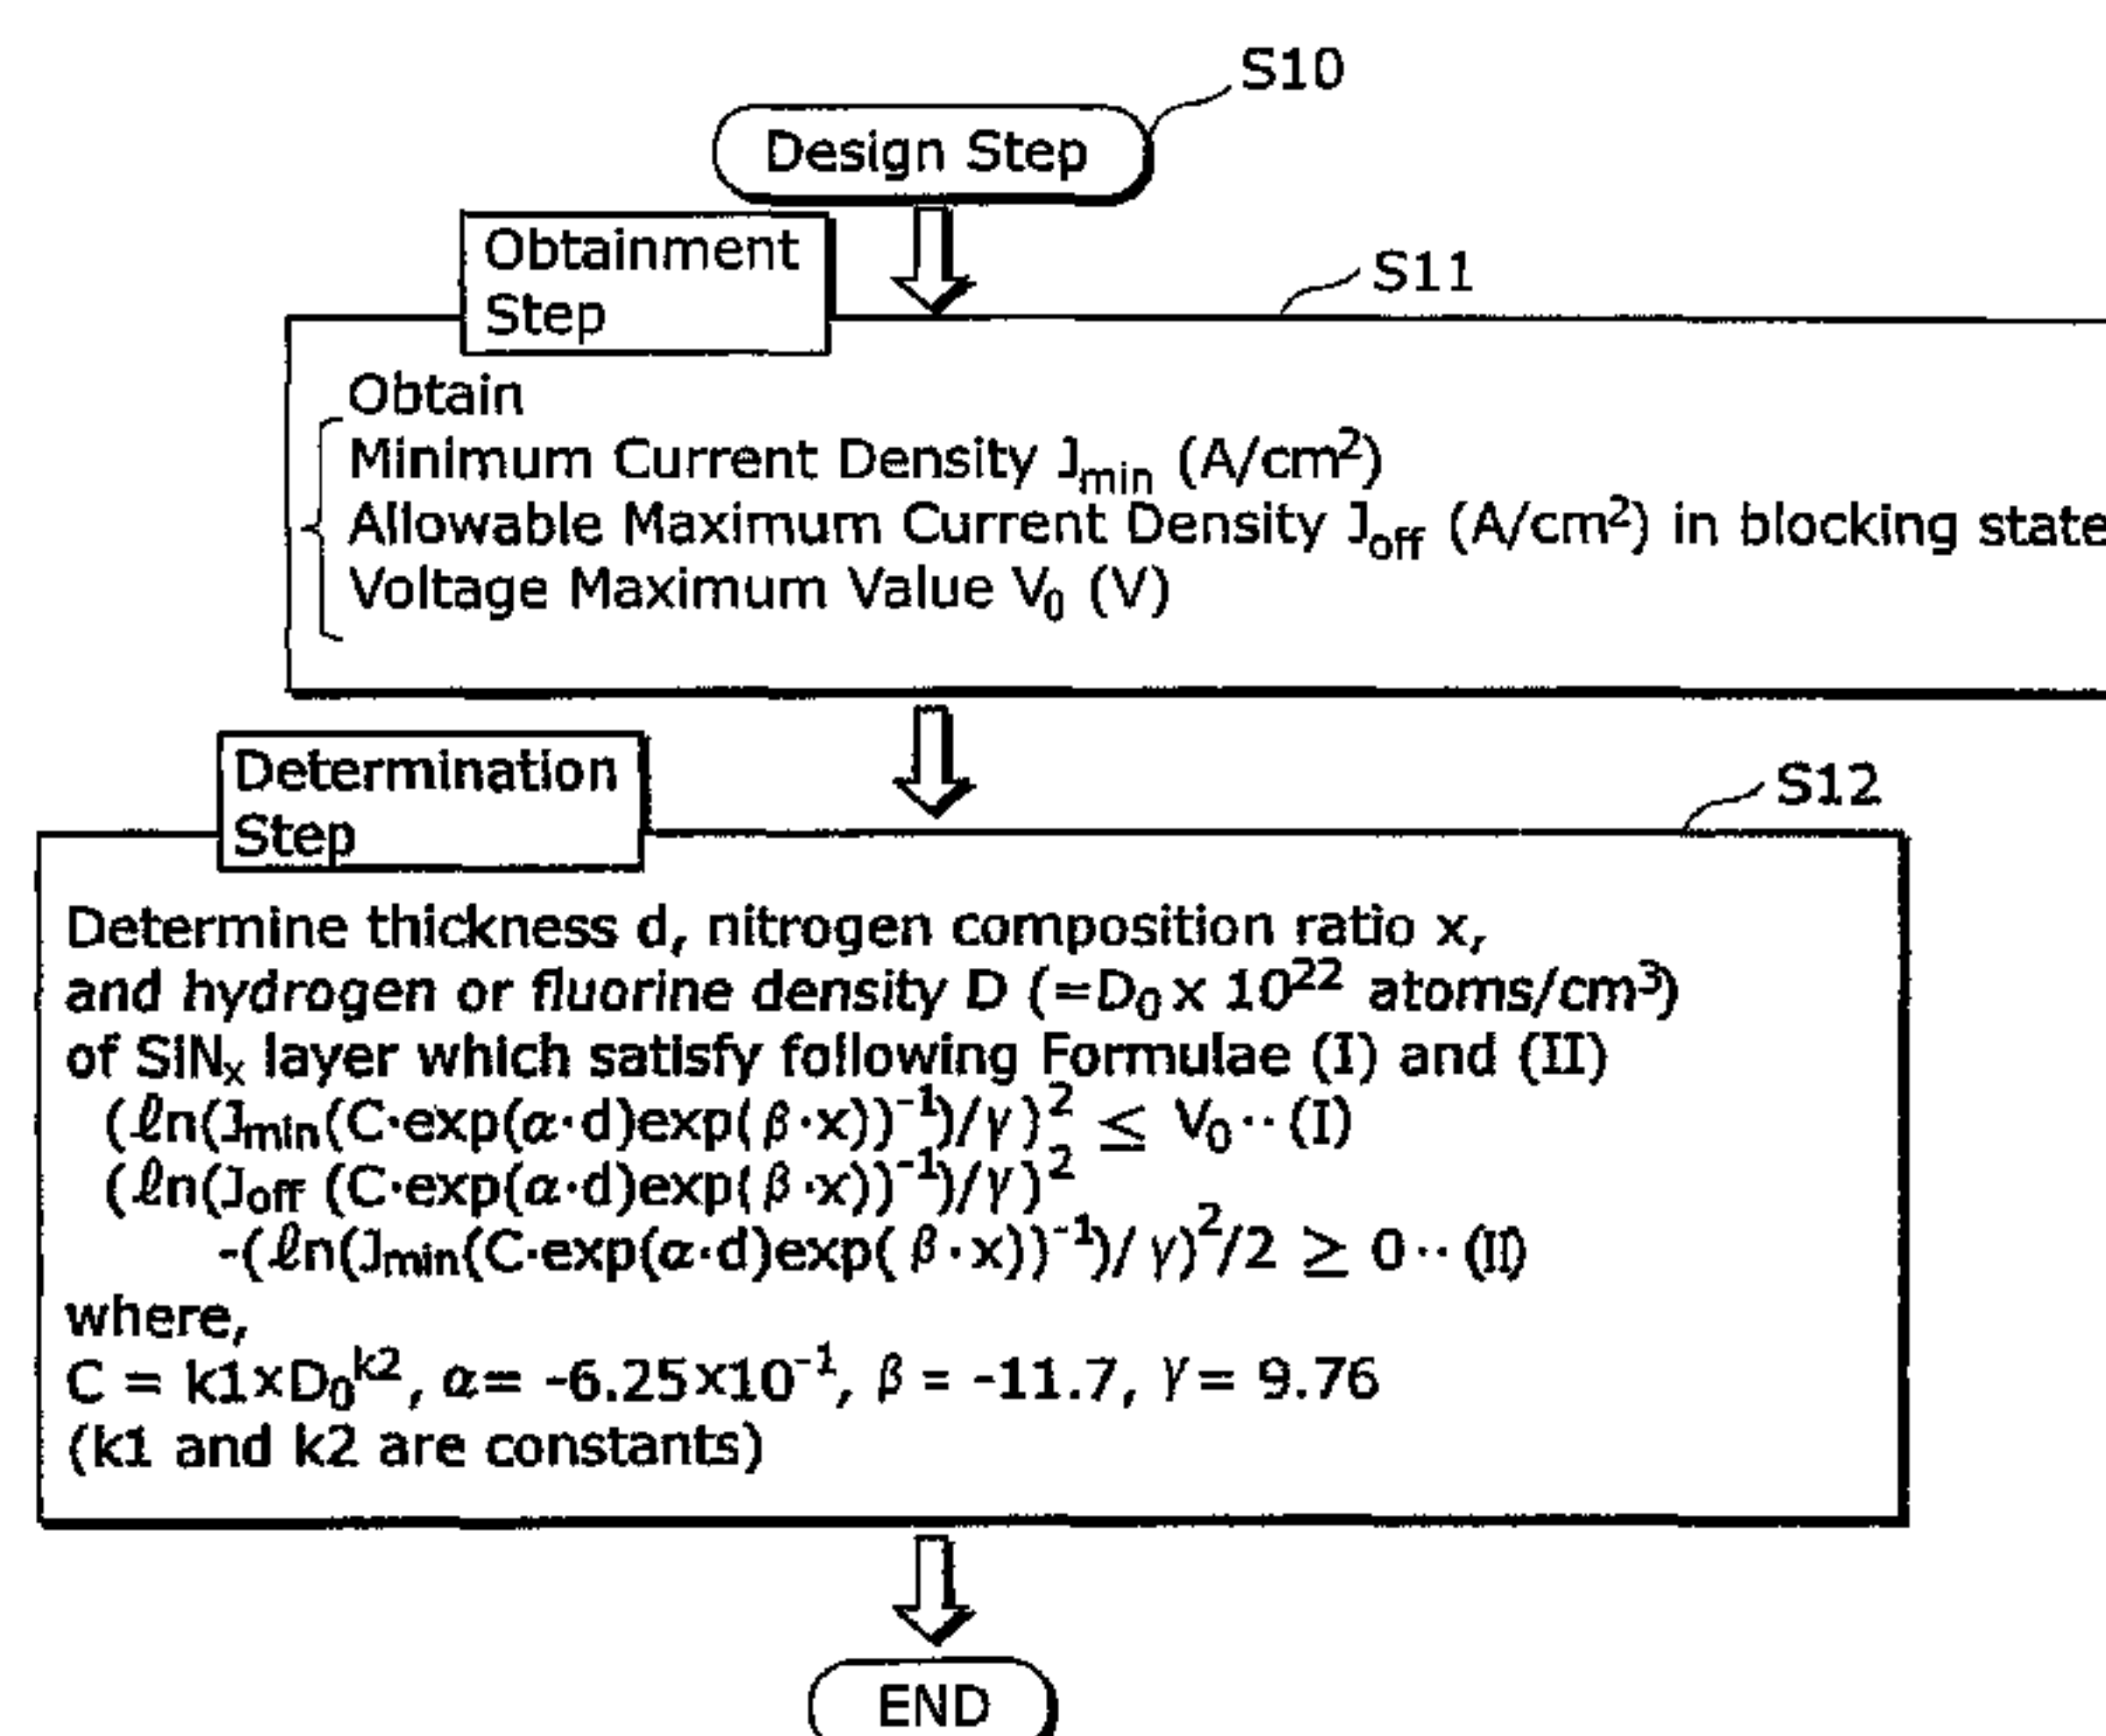 S10
Design Step
Obtainment
Step
S11
Obtain
Minimum Current Density Jmin (A/cm²)
Allowable Maximum Current Density Joff (A/cm²) in blocking state
Voltage Maximum Value V₀ (V)
Determination
Step
S12
Determine thickness d, nitrogen composition ratio x,
and hydrogen or fluorine density D (=D₀ x 10²² atoms/cm³)
of SiNₓ layer which satisfy following Formulae (I) and (II)
(ℓn(Jmin(C·exp(α·d)exp(β·x))⁻¹)/γ)² ≤ V₀ ·· (I)
(ℓn(Joff (C·exp(α·d)exp(β·x))⁻¹)/γ)²
-(ℓn(Jmin(C·exp(α·d)exp(β·x))⁻¹)/γ)²/2 ≥ 0 ·· (II)
where,
C = k1×D₀^k2, α= -6.25×10⁻¹, β = -11.7, γ = 9.76
(k1 and k2 are constants)
END